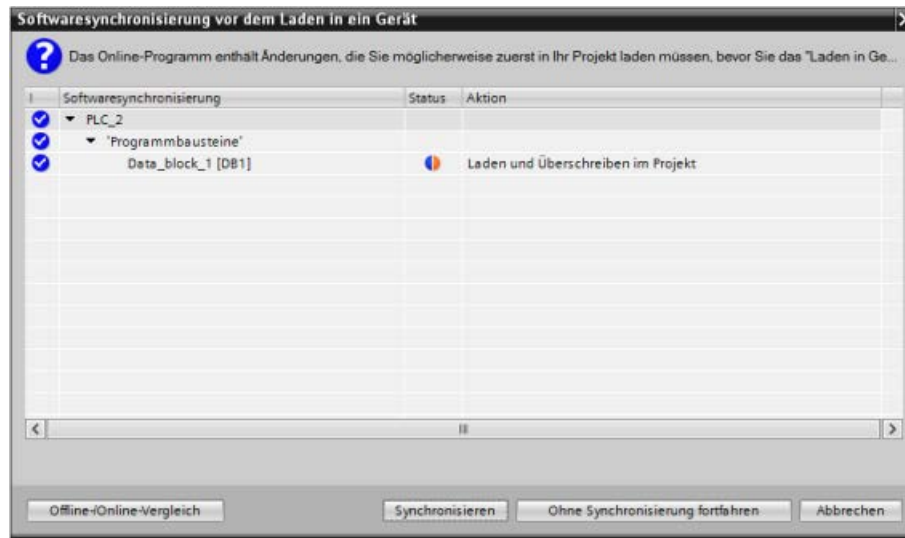 Softwaresynchronisierung vor dem Laden in ein Gerät
Das Online-Programm enthält Änderungen, die Sie möglicherweise zuerst in Ihr Projekt laden müssen, bevor Sie das "Laden in Ge...
! Softwaresynchronisierung Status Aktion
PLC_2
'Programmbausteine'
Data_block_1 [DB1] Laden und Überschreiben im Projekt
Offline-/Online-Vergleich Synchronisieren Ohne Synchronisierung fortfahren Abbrechen